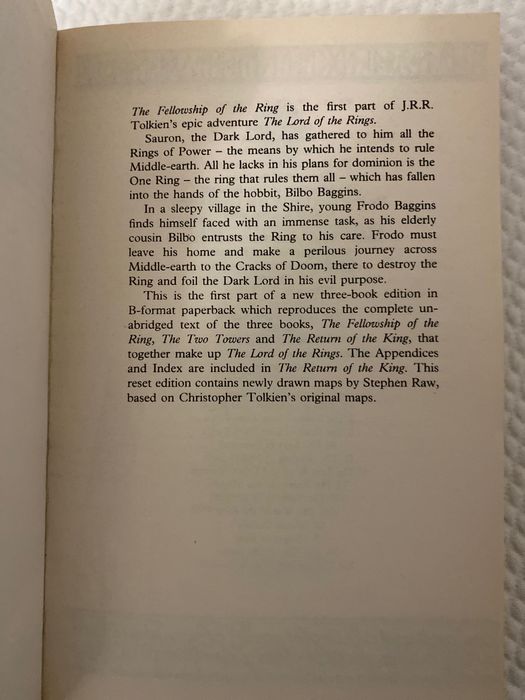 The Fellowship of the Ring is the first part of J.R.R.
Tolkien's epic adventure The Lord of the Rings.
Sauron, the Dark Lord, has gathered to him all the
Rings of Power – the means by which he intends to rule
Middle-earth. All he lacks in his plans for dominion is the
One Ring – the ring that rules them all – which has fallen
into the hands of the hobbit, Bilbo Baggins.
In a sleepy village in the Shire, young Frodo Baggins
finds himself faced with an immense task, as his elderly
cousin Bilbo entrusts the Ring to his care. Frodo must
leave his home and make a perilous journey across
Middle-earth to the Cracks of Doom, there to destroy the
Ring and foil the Dark Lord in his evil purpose.
This is the first part of a new three-book edition in
B-format paperback which reproduces the complete un-
abridged text of the three books, The Fellowship of the
Ring, The Two Towers and The Return of the King, that
together make up The Lord of the Rings. The Appendices
and Index are included in The Return of the King. This
reset edition contains newly drawn maps by Stephen Raw,
based on Christopher Tolkien's original maps.